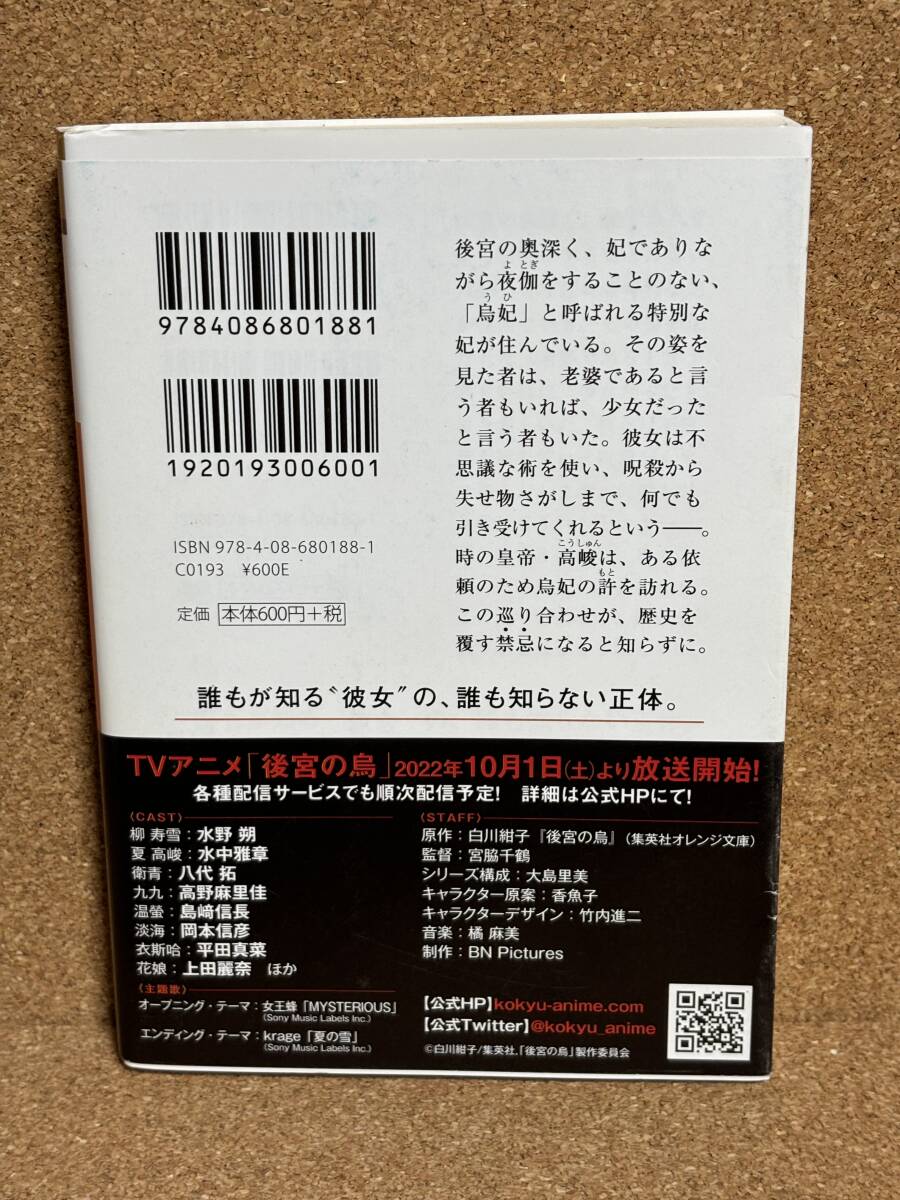 9784086801881
1920193006001
ISBN 978-4-08-680188-1
C0193 ¥600E
定価 本体600円+税
後宮の奥深く、妃でありな
がら夜伽をすることのない、
よとぎ
「烏妃」と呼ばれる特別な
うひ
妃が住んでいる。その姿を
見た者は、老婆であると言
う者もいれば、少女だった
と言う者もいた。彼女は不
思議な術を使い、呪殺から
失せ物さがしまで、何でも
引き受けてくれるという――。
時の皇帝・高峻は、ある依
こうしゅん
頼のため烏妃の許を訪れる。
もと
この巡り合わせが、歴史を
覆す禁忌になると知らずに。
誰もが知る〝彼女〟の、誰も知らない正体。
TVアニメ「後宮の烏」2022年10月1日(土)より放送開始!
各種配信サービスでも順次配信予定! 詳細は公式HPにて!
〈CAST〉
柳 寿雪:水野 朔
夏 高峻:水中雅章
衛青:八代 拓
九九:高野麻里佳
温螢:島﨑信長
淡海:岡本信彦
衣斯哈:平田真菜
花娘:上田麗奈 ほか
〈主題歌〉
オープニング・テーマ:女王蜂「MYSTERIOUS」
(Sony Music Labels Inc.)
エンディング・テーマ:krage「夏の雪」
(Sony Music Labels Inc.)
〈STAFF〉
原作:白川紺子『後宮の烏』(集英社オレンジ文庫)
監督:宮脇千鶴
シリーズ構成:大島里美
キャラクター原案:香魚子
キャラクターデザイン:竹内進二
音楽:橘 麻美
制作:BN Pictures
【公式HP】kokyu-anime.com
【公式Twitter】@kokyu_anime
©白川紺子/集英社,「後宮の烏」製作委員会